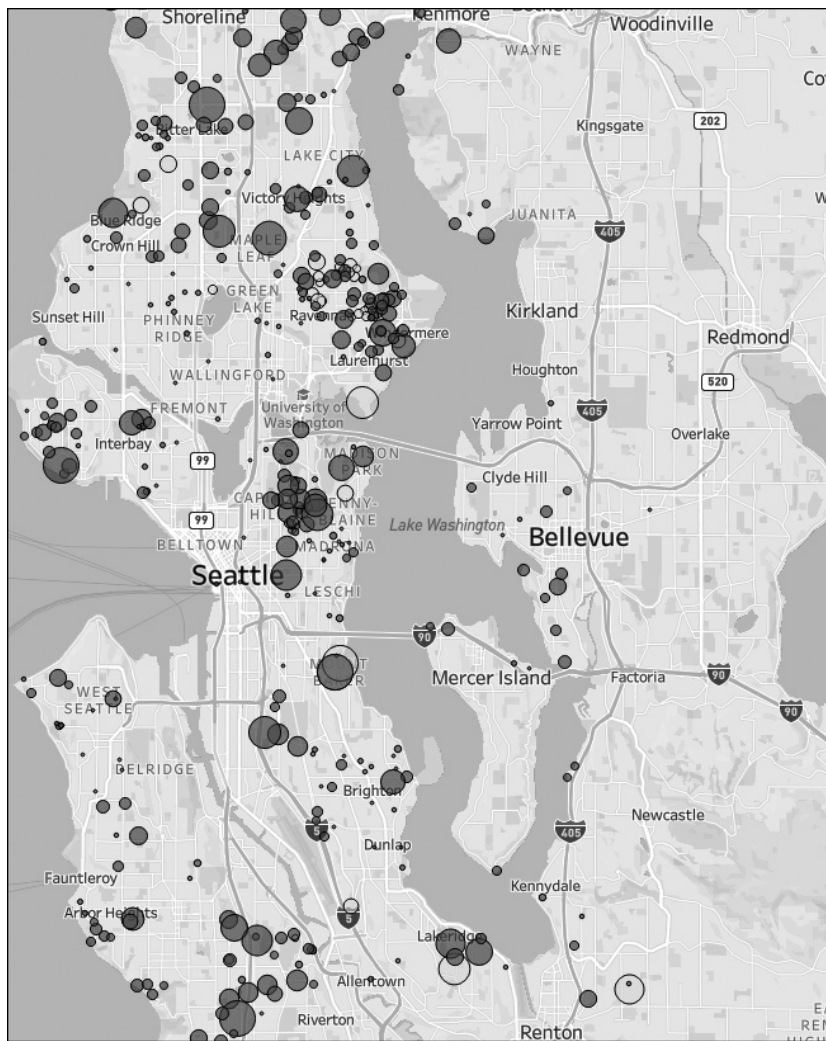 Shoreline
Kenmore
Woodinville
WAYNE
202
Kingsgate
Bitter Lake
LAKE CITY
Victory Heights
JUANITA
Blue Ridge
405
Crown Hill
MAPLE
LEAF
GREEN
LAKE
Sunset Hill
PHINNEY
RIDGE
Ravenna
Kirkland
Redmond
Laurelhurst
WALLINGFORD
Houghton
520
FREMONT
University of
Washington
405
Yarrow Point
Overlake
Interbay
99
MADISON
PARK
Clyde Hill
99
Lake Washington
BELLTOWN
MADRONA
Bellevue
Seattle
LESCHI
90
Mercer Island
Factoria
90
90
WEST
SEATTLE
DELRIDGE
Brighton
Newcastle
5
405
Dunlap
Fauntleroy
Kennydale
Arbor Heights
5
Lakeridge
Allentown
Riverton
Renton